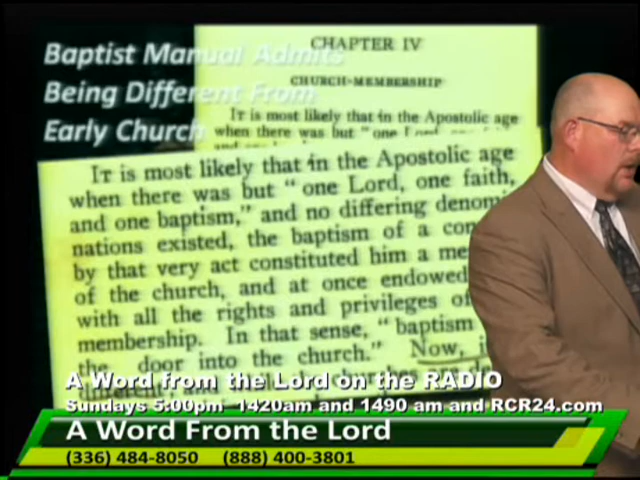 Baptist Manual Admits
Being Different From
Early Church
CHAPTER IV
CHURCH-MEMBERSHIP
IT is most likely that in the Apostolic age
when there was but "one Lord, one
IT is most likely that in the Apostolic age
when there was but "one Lord, one faith,
and one baptism," and no differing denomi
nations existed, the baptism of a con
by that very act constituted him a me
of the church, and at once endowed
with all the rights and privileges of
membership. In that sense, "baptism
the door into the church." Now, i
A Word from the Lord on the RADIO
Sundays 5:00pm 1420am and 1490 am and RCR24.com
A Word From the Lord
(336) 484-8050 (888) 400-3801